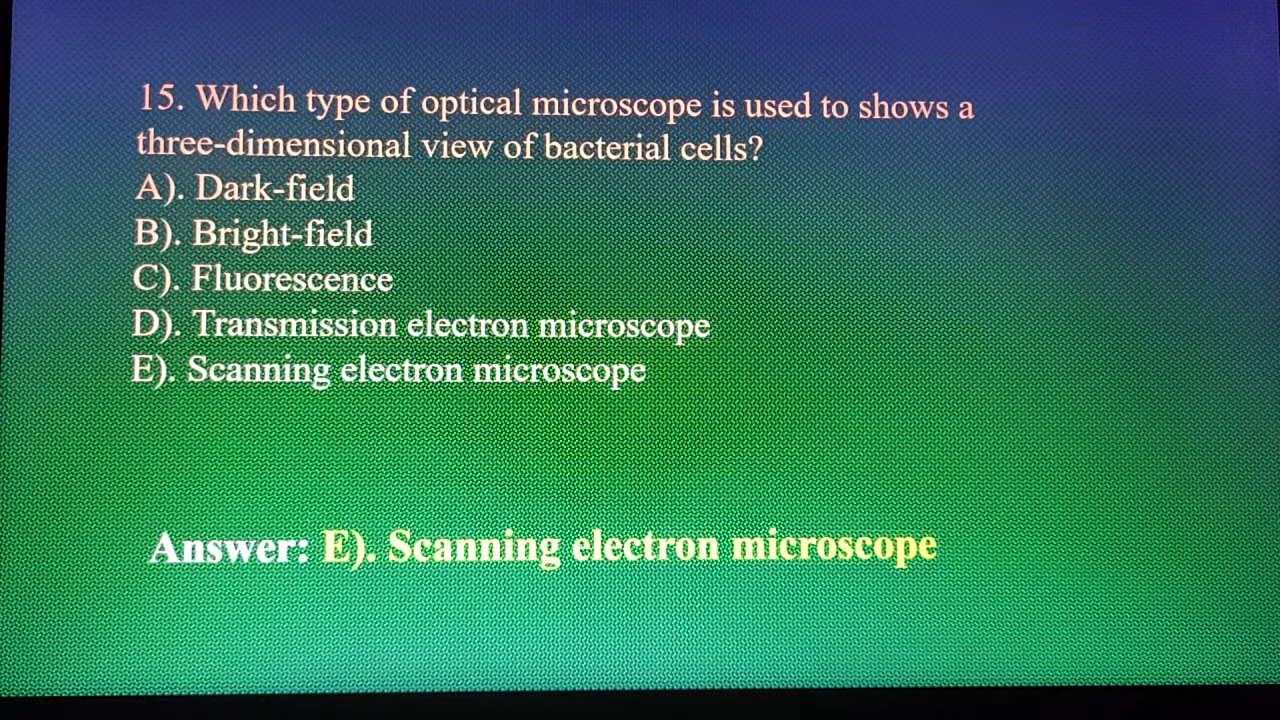 15. Which type of optical microscope is used to shows a
three-dimensional view of bacterial cells?
A). Dark-field
B). Bright-field
C). Fluorescence
D). Transmission electron microscope
E). Scanning electron microscope
Answer: E). Scanning electron microscope